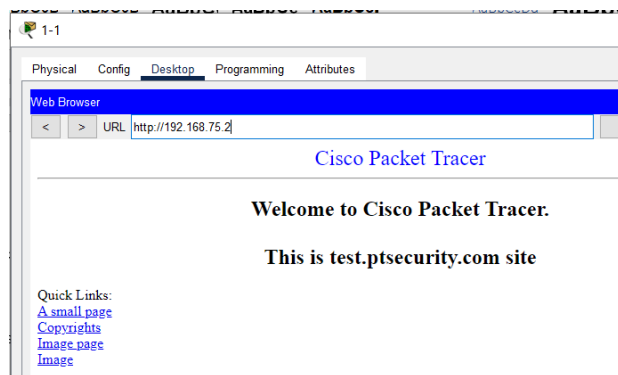 1-1
Physical Config Desktop Programming Attributes
Web Browser
< > URL http://192.168.75.2
Cisco Packet Tracer
Welcome to Cisco Packet Tracer.
This is test.ptsecurity.com site
Quick Links:
A small page
Copyrights
Image page
Image